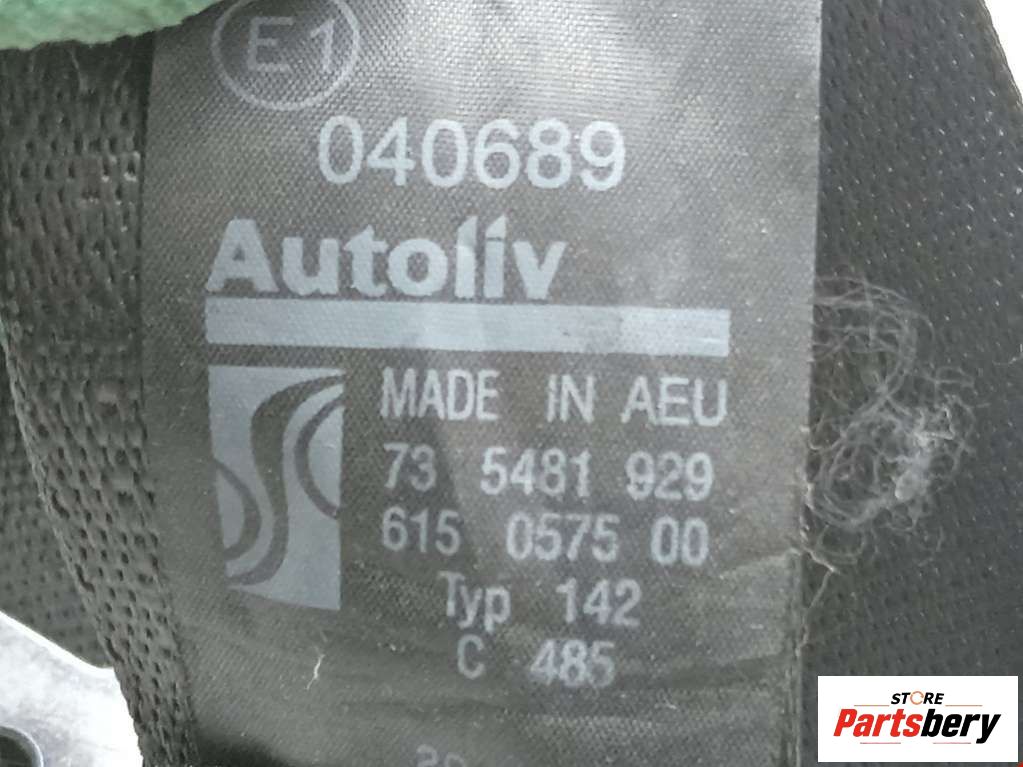 E1
040689
Autoliv
MADE IN AEU
73 5481 929
615 0575 00
Typ 142
C 485
STORE
Partsbery